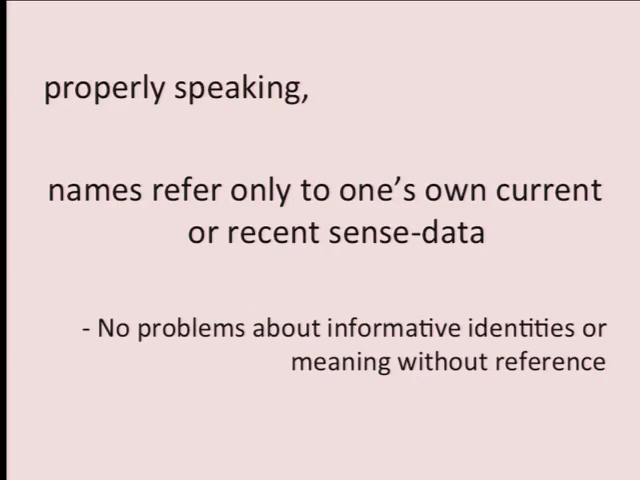 properly speaking,
names refer only to one’s own current
or recent sense-data
- No problems about informative identities or
meaning without reference